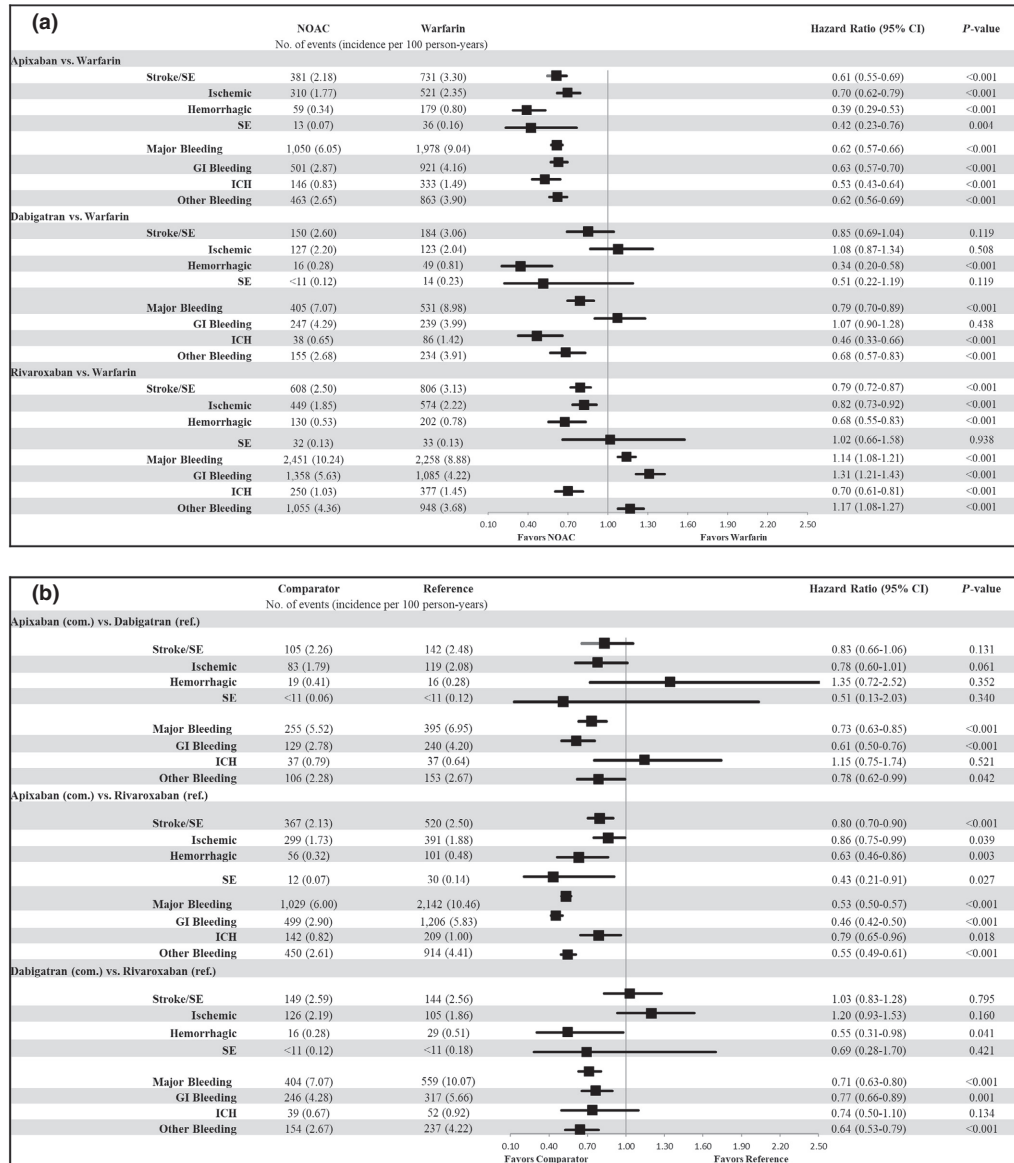 (a)
NOAC Warfarin Hazard Ratio (95% CI) P-value
No. of events (incidence per 100 person-years)
Apixaban vs. Warfarin
Stroke/SE 381 (2.18) 731 (3.30) 0.61 (0.55-0.69) <0.001
Ischemic 310 (1.77) 521 (2.35) 0.70 (0.62-0.79) <0.001
Hemorrhagic 59 (0.34) 179 (0.80) 0.39 (0.29-0.53) <0.001
SE 13 (0.07) 36 (0.16) 0.42 (0.23-0.76) 0.004
Major Bleeding 1,050 (6.05) 1,978 (9.04) 0.62 (0.57-0.66) <0.001
GI Bleeding 501 (2.87) 921 (4.16) 0.63 (0.57-0.70) <0.001
ICH 146 (0.83) 333 (1.49) 0.53 (0.43-0.64) <0.001
Other Bleeding 463 (2.65) 863 (3.90) 0.62 (0.56-0.69) <0.001
Dabigatran vs. Warfarin
Stroke/SE 150 (2.60) 184 (3.06) 0.85 (0.69-1.04) 0.119
Ischemic 127 (2.20) 123 (2.04) 1.08 (0.87-1.34) 0.508
Hemorrhagic 16 (0.28) 49 (0.81) 0.34 (0.20-0.58) <0.001
SE <11 (0.12) 14 (0.23) 0.51 (0.22-1.19) 0.119
Major Bleeding 405 (7.07) 531 (8.98) 0.79 (0.70-0.89) <0.001
GI Bleeding 247 (4.29) 239 (3.99) 1.07 (0.90-1.28) 0.438
ICH 38 (0.65) 86 (1.42) 0.46 (0.33-0.66) <0.001
Other Bleeding 155 (2.68) 234 (3.91) 0.68 (0.57-0.83) <0.001
Rivaroxaban vs. Warfarin
Stroke/SE 608 (2.50) 806 (3.13) 0.79 (0.72-0.87) <0.001
Ischemic 449 (1.85) 574 (2.22) 0.82 (0.73-0.92) <0.001
Hemorrhagic 130 (0.53) 202 (0.78) 0.68 (0.55-0.83) <0.001
SE 32 (0.13) 33 (0.13) 1.02 (0.66-1.58) 0.938
Major Bleeding 2,451 (10.24) 2,258 (8.88) 1.14 (1.08-1.21) <0.001
GI Bleeding 1,358 (5.63) 1,085 (4.22) 1.31 (1.21-1.43) <0.001
ICH 250 (1.03) 377 (1.45) 0.70 (0.61-0.81) <0.001
Other Bleeding 1,055 (4.36) 948 (3.68) 1.17 (1.08-1.27) <0.001
0.10 0.40 0.70 1.00 1.30 1.60 1.90 2.20 2.50
Favors NOAC Favors Warfarin
(b)
Comparator Reference Hazard Ratio (95% CI) P-value
No. of events (incidence per 100 person-years)
Apixaban (com.) vs. Dabigatran (ref.)
Stroke/SE 105 (2.26) 142 (2.48) 0.83 (0.66-1.06) 0.131
Ischemic 83 (1.79) 119 (2.08) 0.78 (0.60-1.01) 0.061
Hemorrhagic 19 (0.41) 16 (0.28) 1.35 (0.72-2.52) 0.352
SE <11 (0.06) <11 (0.12) 0.51 (0.13-2.03) 0.340
Major Bleeding 255 (5.52) 395 (6.95) 0.73 (0.63-0.85) <0.001
GI Bleeding 129 (2.78) 240 (4.20) 0.61 (0.50-0.76) <0.001
ICH 37 (0.79) 37 (0.64) 1.15 (0.75-1.74) 0.521
Other Bleeding 106 (2.28) 153 (2.67) 0.78 (0.62-0.99) 0.042
Apixaban (com.) vs. Rivaroxaban (ref.)
Stroke/SE 367 (2.13) 520 (2.50) 0.80 (0.70-0.90) <0.001
Ischemic 299 (1.73) 391 (1.88) 0.86 (0.75-0.99) 0.039
Hemorrhagic 56 (0.32) 101 (0.48) 0.63 (0.46-0.86) 0.003
SE 12 (0.07) 30 (0.14) 0.43 (0.21-0.91) 0.027
Major Bleeding 1,029 (6.00) 2,142 (10.46) 0.53 (0.50-0.57) <0.001
GI Bleeding 499 (2.90) 1,206 (5.83) 0.46 (0.42-0.50) <0.001
ICH 142 (0.82) 209 (1.00) 0.79 (0.65-0.96) 0.018
Other Bleeding 450 (2.61) 914 (4.41) 0.55 (0.49-0.61) <0.001
Dabigatran (com.) vs. Rivaroxaban (ref.)
Stroke/SE 149 (2.59) 144 (2.56) 1.03 (0.83-1.28) 0.795
Ischemic 126 (2.19) 105 (1.86) 1.20 (0.93-1.53) 0.160
Hemorrhagic 16 (0.28) 29 (0.51) 0.55 (0.31-0.98) 0.041
SE <11 (0.12) <11 (0.18) 0.69 (0.28-1.70) 0.421
Major Bleeding 404 (7.07) 559 (10.07) 0.71 (0.63-0.80) <0.001
GI Bleeding 246 (4.28) 317 (5.66) 0.77 (0.66-0.89) 0.001
ICH 39 (0.67) 52 (0.92) 0.74 (0.50-1.10) 0.134
Other Bleeding 154 (2.67) 237 (4.22) 0.64 (0.53-0.79) <0.001
0.10 0.40 0.70 1.00 1.30 1.60 1.90 2.20 2.50
Favors Comparator Favors Reference